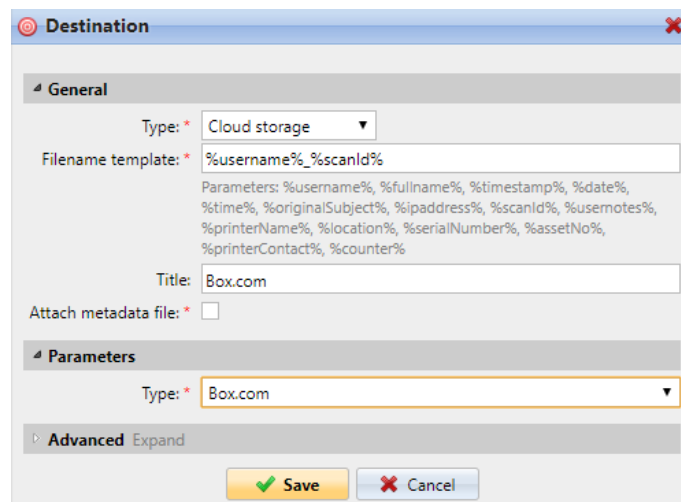 Destination
General
Type: * Cloud storage
Filename template: * %username%_%scanId%
Parameters: %username%, %fullname%, %timestamp%, %date%,
%time%, %originalSubject%, %ipaddress%, %scanId%, %usernotes%,
%printerName%, %location%, %serialNumber%, %assetNo%,
%printerContact%, %counter%
Title: Box.com
Attach metadata file: *
Parameters
Type: * Box.com
Advanced Expand
Save Cancel